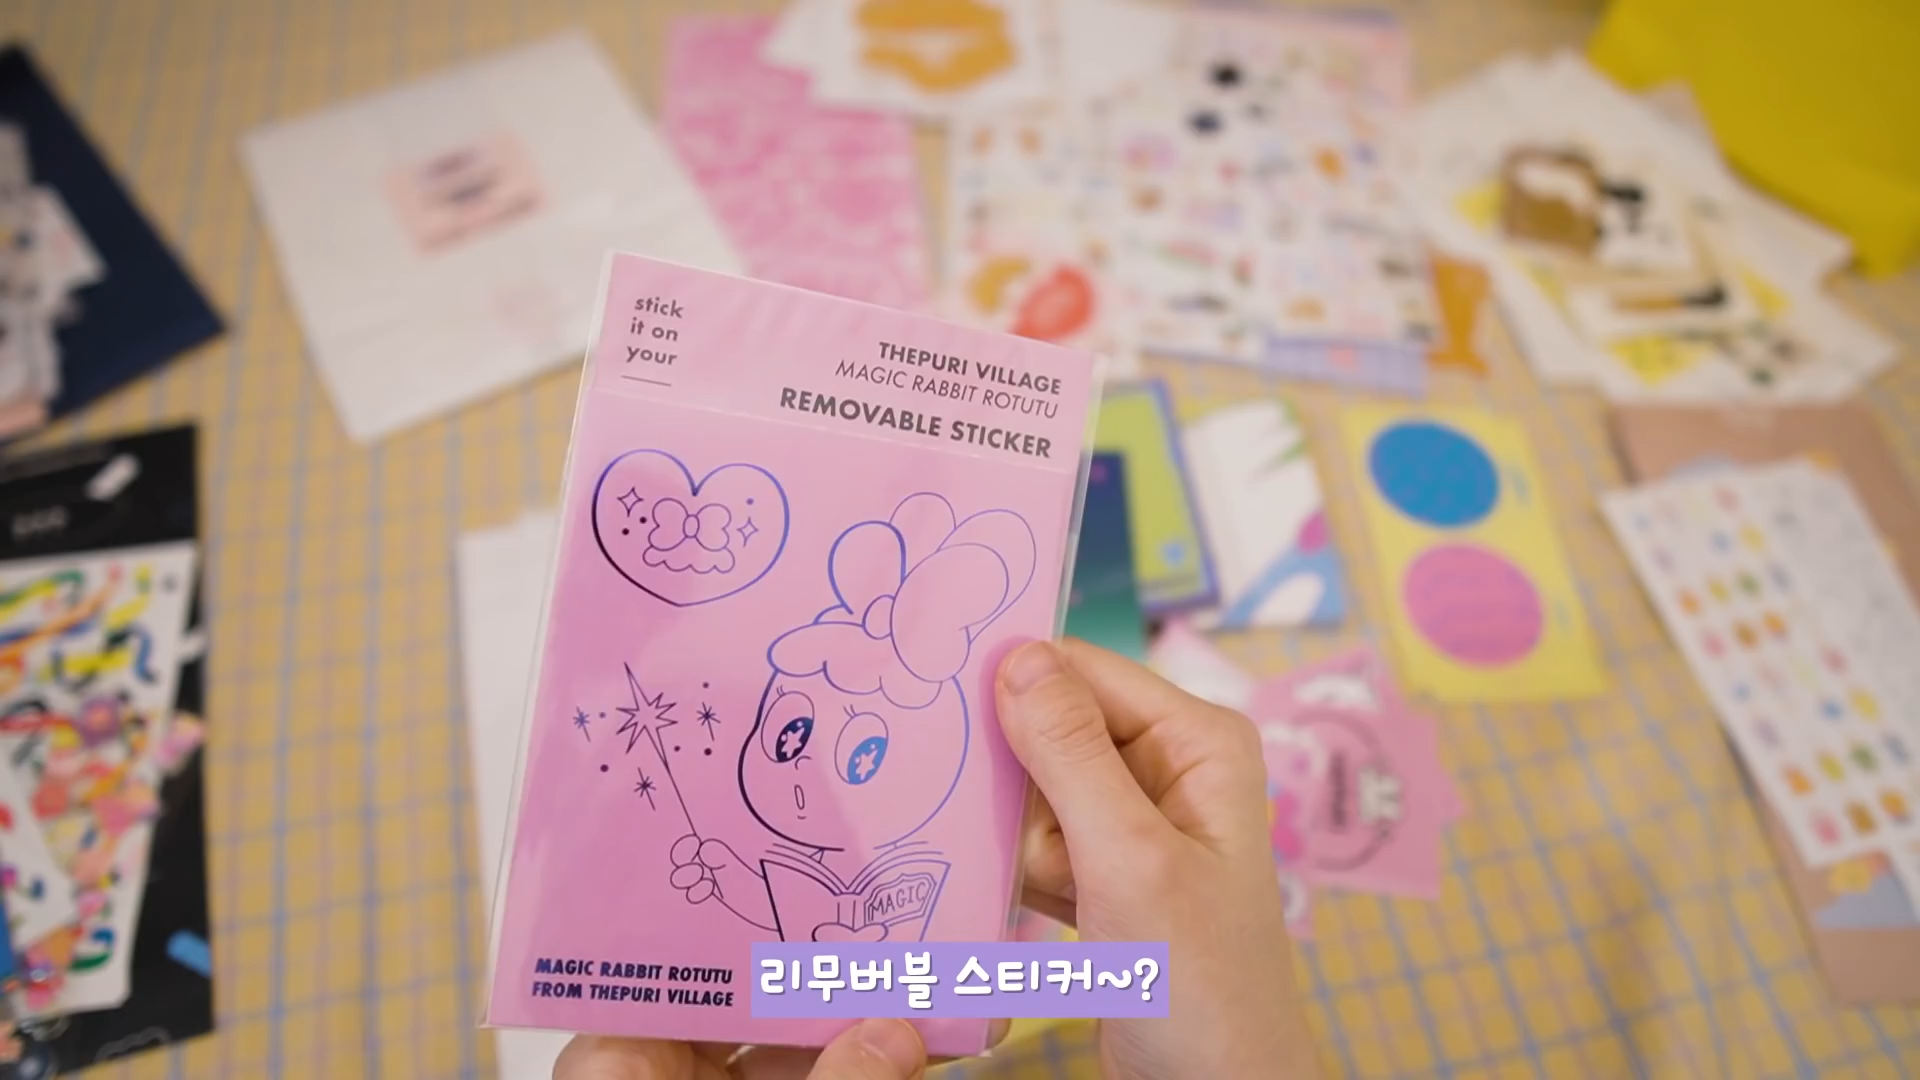 stick
it on
your
THEPURI VILLAGE
MAGIC RABBIT ROTUTU
REMOVABLE STICKER
MAGIC
MAGIC RABBIT ROTUTU
FROM THEPURI VILLAGE
리무버블 스티커~?